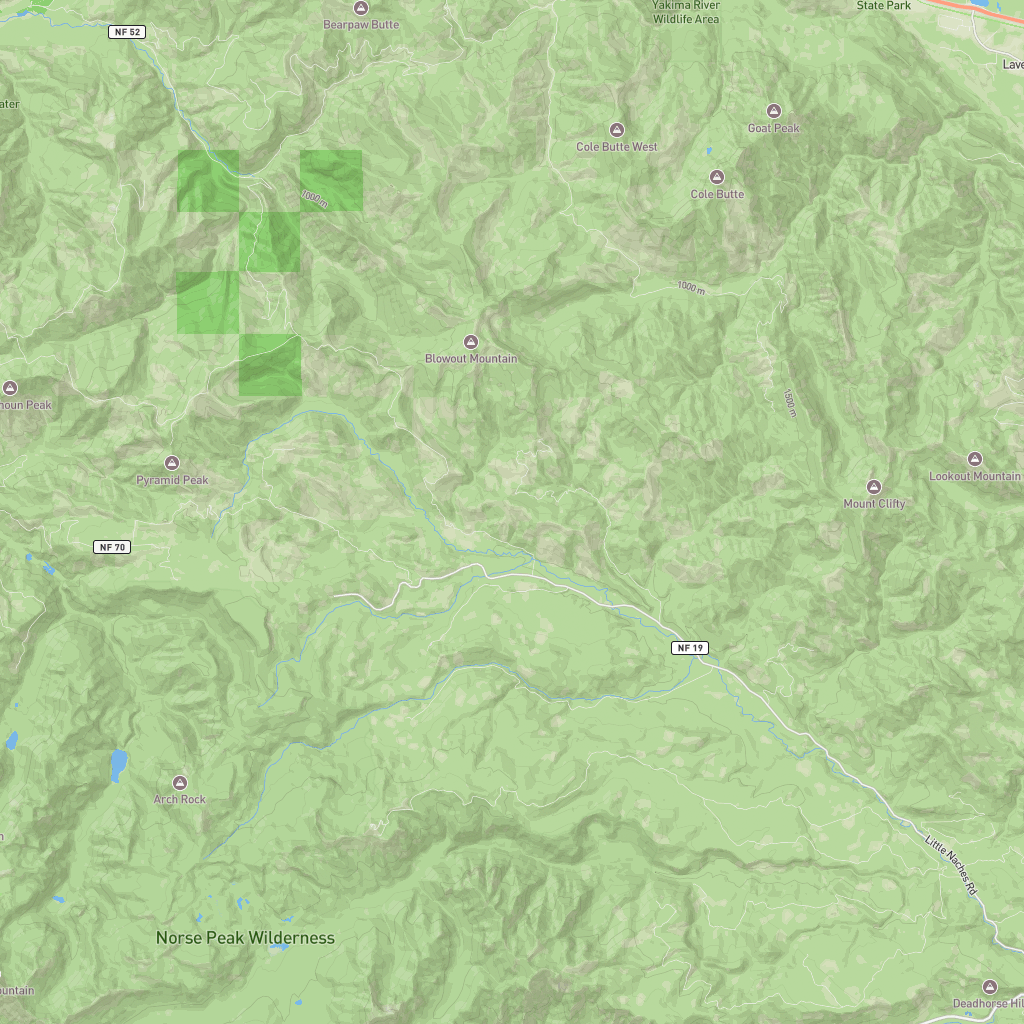 Yakima River
Wildlife Area
State Park
Bearpaw Butte
NF 52
Lave
ater
Goat Peak
Cole Butte West
Cole Butte
1000 m
1000 m
Blowout Mountain
houn Peak
1500 m
Pyramid Peak
Lookout Mountain
Mount Clifty
NF 70
NF 19
Arch Rock
Little Naches Rd
Norse Peak Wilderness
untain
Deadhorse Hil